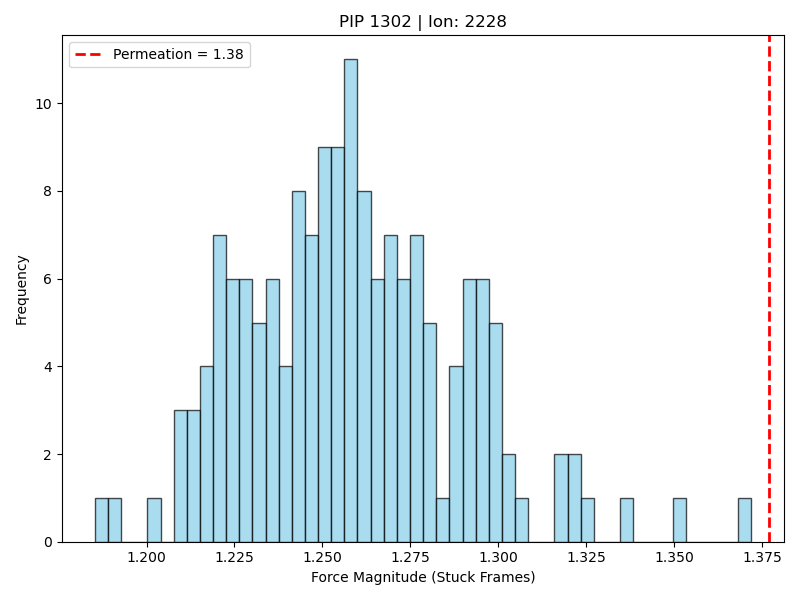 PIP 1302 | Ion: 2228
Permeation = 1.38
10
8
6
4
2
0
Frequency
1.200 1.225 1.250 1.275 1.300 1.325 1.350 1.375
Force Magnitude (Stuck Frames)